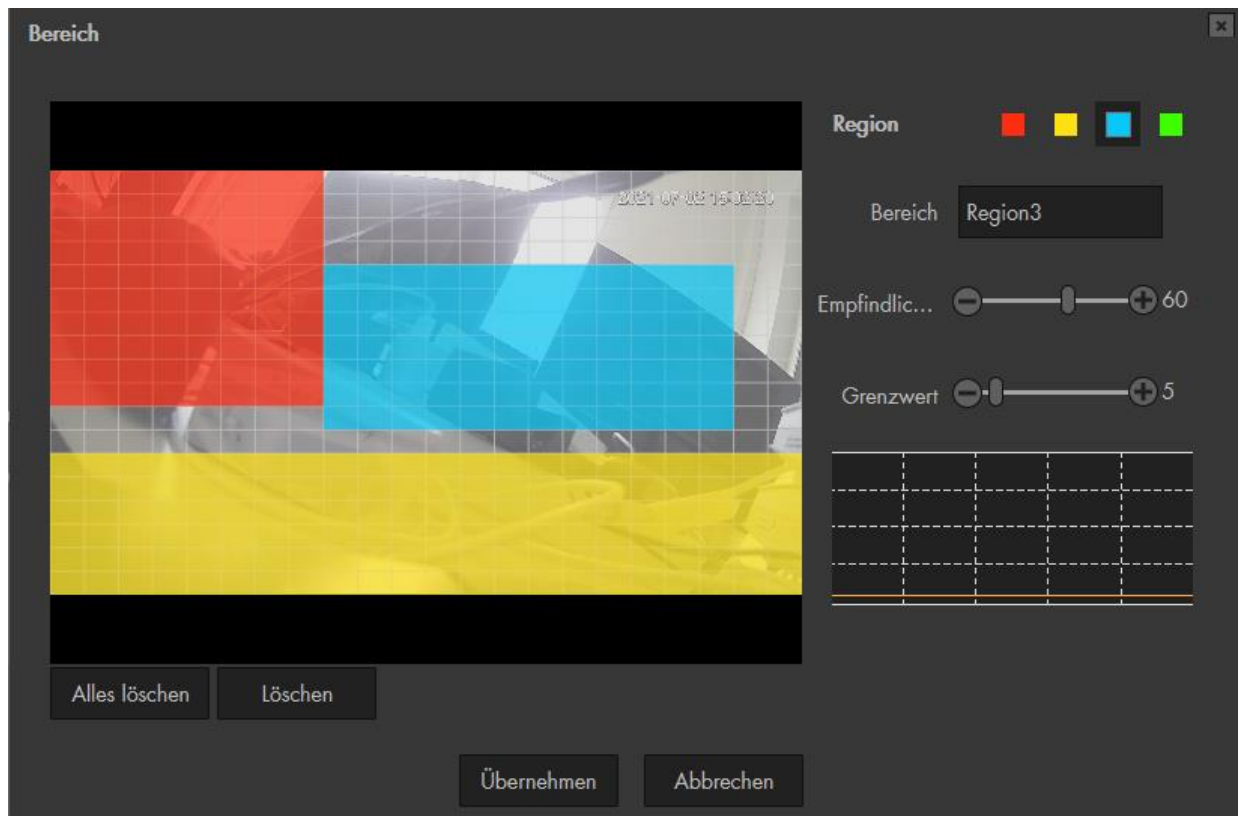 Bereich
Region
Bereich Region3
Empfindlic... 60
Grenzwert 5
Alles löschen Löschen
Übernehmen Abbrechen